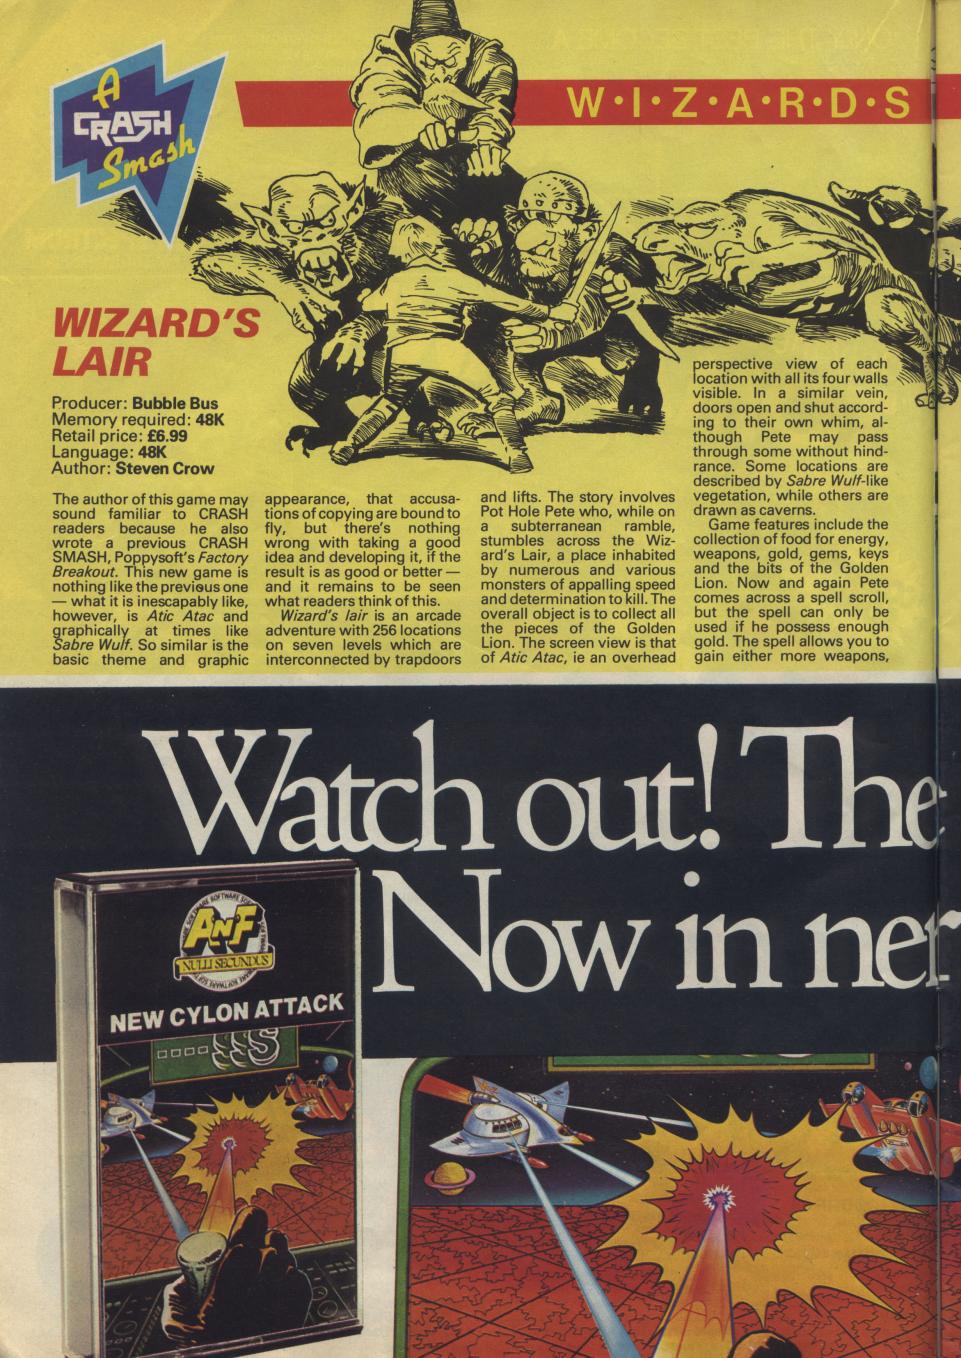 A
CRASH
Smash
W·I·Z·A·R·D·S
WIZARD'S
LAIR
Producer: Bubble Bus
Memory required: 48K
Retail price: £6.99
Language: 48K
Author: Steven Crow
The author of this game may
sound familiar to CRASH
readers because he also
wrote a previous CRASH
SMASH, Poppysoft's Factory
Breakout. This new game is
nothing like the previous one
— what it is inescapably like,
however, is Atic Atac and
graphically at times like
Sabre Wulf. So similar is the
basic theme and graphic
appearance, that accusa-
tions of copying are bound to
fly, but there's nothing
wrong with taking a good
idea and developing it, if the
result is as good or better —
and it remains to be seen
what readers think of this.
Wizard's lair is an arcade
adventure with 256 locations
on seven levels which are
interconnected by trapdoors
and lifts. The story involves
Pot Hole Pete who, while on
a subterranean ramble,
stumbles across the Wiz-
ard's Lair, a place inhabited
by numerous and various
monsters of appalling speed
and determination to kill. The
overall object is to collect all
the pieces of the Golden
Lion. The screen view is that
of Atic Atac, ie an overhead
perspective view of each
location with all its four walls
visible. In a similar vein,
doors open and shut accord-
ing to their own whim, al-
though Pete may pass
through some without hind-
rance. Some locations are
described by Sabre Wulf-like
vegetation, while others are
drawn as caverns.
Game features include the
collection of food for energy,
weapons, gold, gems, keys
and the bits of the Golden
Lion. Now and again Pete
comes across a spell scroll,
but the spell can only be
used if he possess enough
gold. The spell allows you to
gain either more weapons,
Watch out! The
Now in ner
A'N'F
NULLI SECUNDUS
NEW CYLON ATTACK